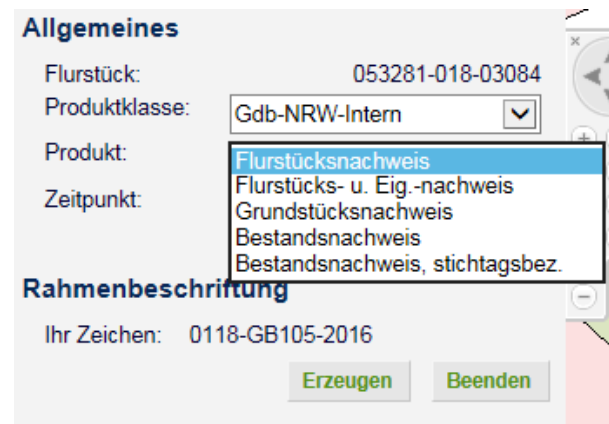 Allgemeines
Flurstück: 053281-018-03084
Produktklasse: Gdb-NRW-Intern
Produkt: Flurstücksnachweis
Flurstücks- u. Eig.-nachweis
Zeitpunkt: Grundstücksnachweis
Bestandsnachweis
Bestandsnachweis, stichtagsbez.
Rahmenbeschriftung
Ihr Zeichen: 0118-GB105-2016
Erzeugen Beenden